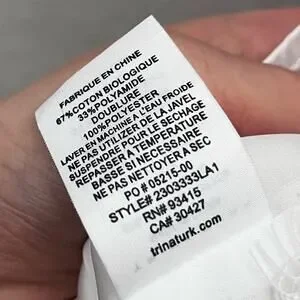 FABRIQUE EN CHINE
67%COTON BIOLOGIQUE
33%POLYAMIDE
DOUBLURE
100%POLYESTER
LAVER EN MACHINE A L'EAU FROIDE
NE PAS UTILISER DE LA JAVEL
SUSPENDRE POUR LE SÉCHAGE
REPASSER A TEMPERATURE
BASSE SI NECESSAIRE
NE PAS NETTOYER A SEC
PO # 05215-00
STYLE#2303333LA1
RN# 93415
CA# 30427
trinaturk.com